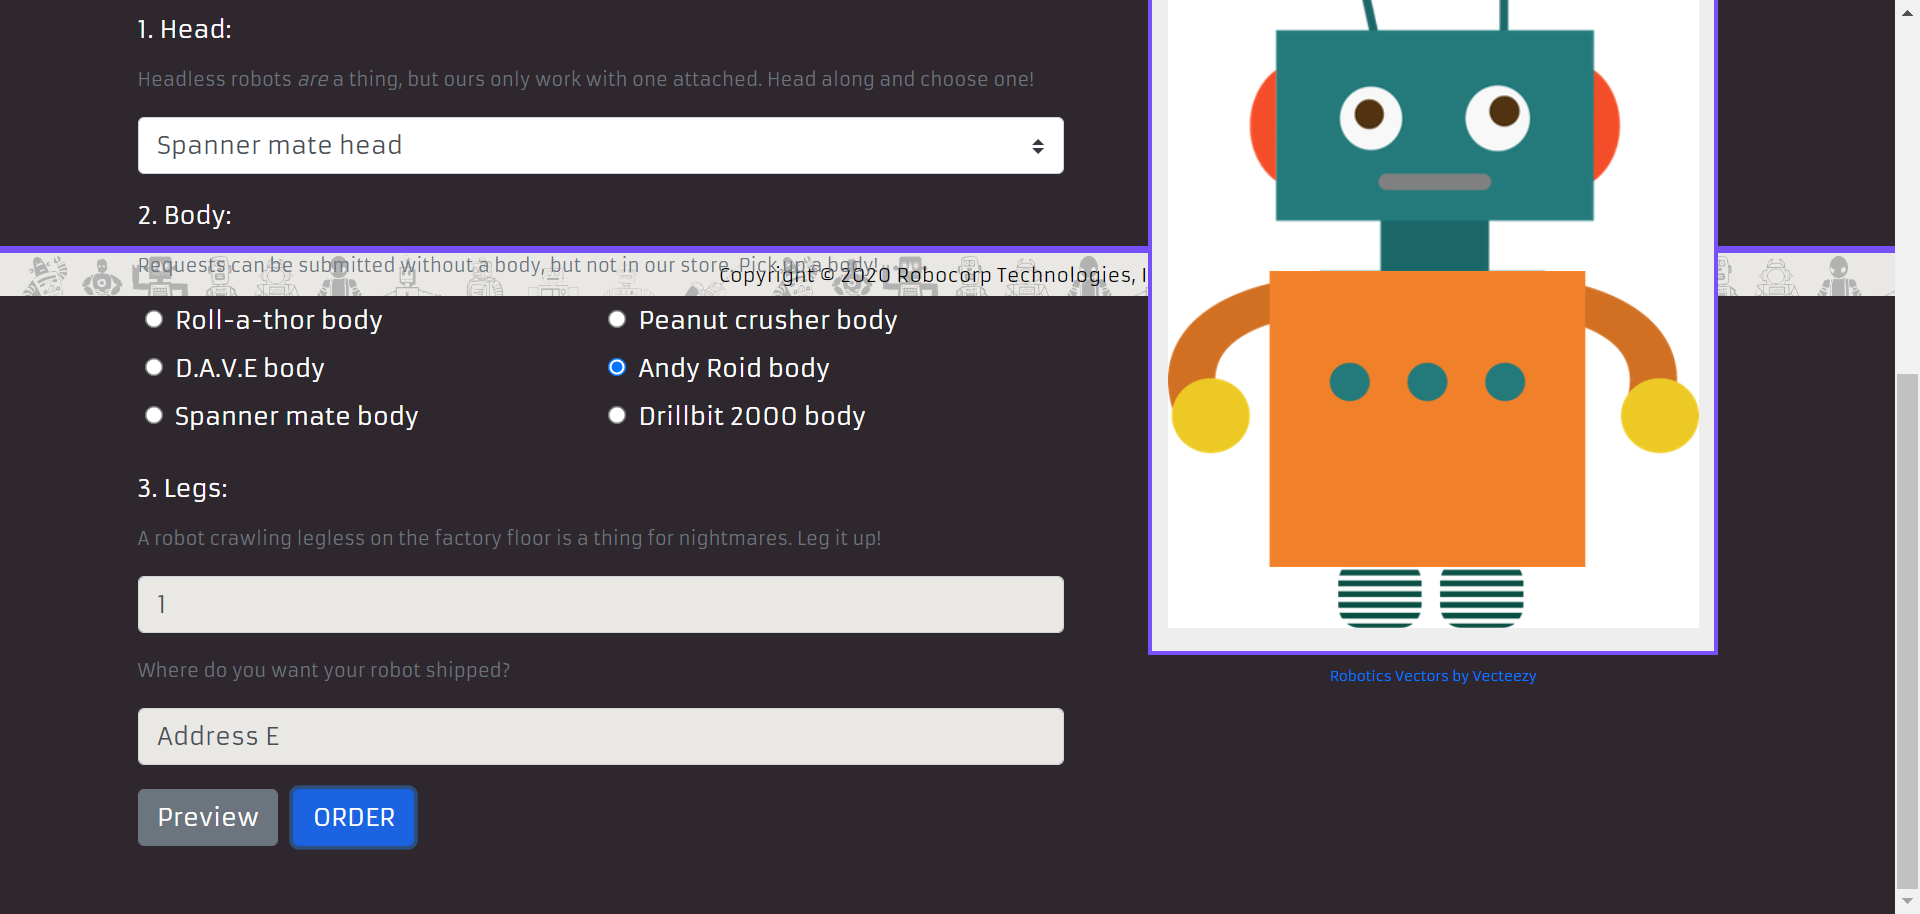 1. Head:
Headless robots are a thing, but ours only work with one attached. Head along and choose one!
Spanner mate head
2. Body:
Requests can be submitted without a body, but not in our store. Pick up a body!
Copyright © 2020 Robocorp Technologies, I
Roll-a-thor body
Peanut crusher body
D.A.V.E body
Andy Roid body
Spanner mate body
Drillbit 2000 body
3. Legs:
A robot crawling legless on the factory floor is a thing for nightmares. Leg it up!
1
Where do you want your robot shipped?
Address E
Preview
ORDER
Robotics Vectors by Vecteezy